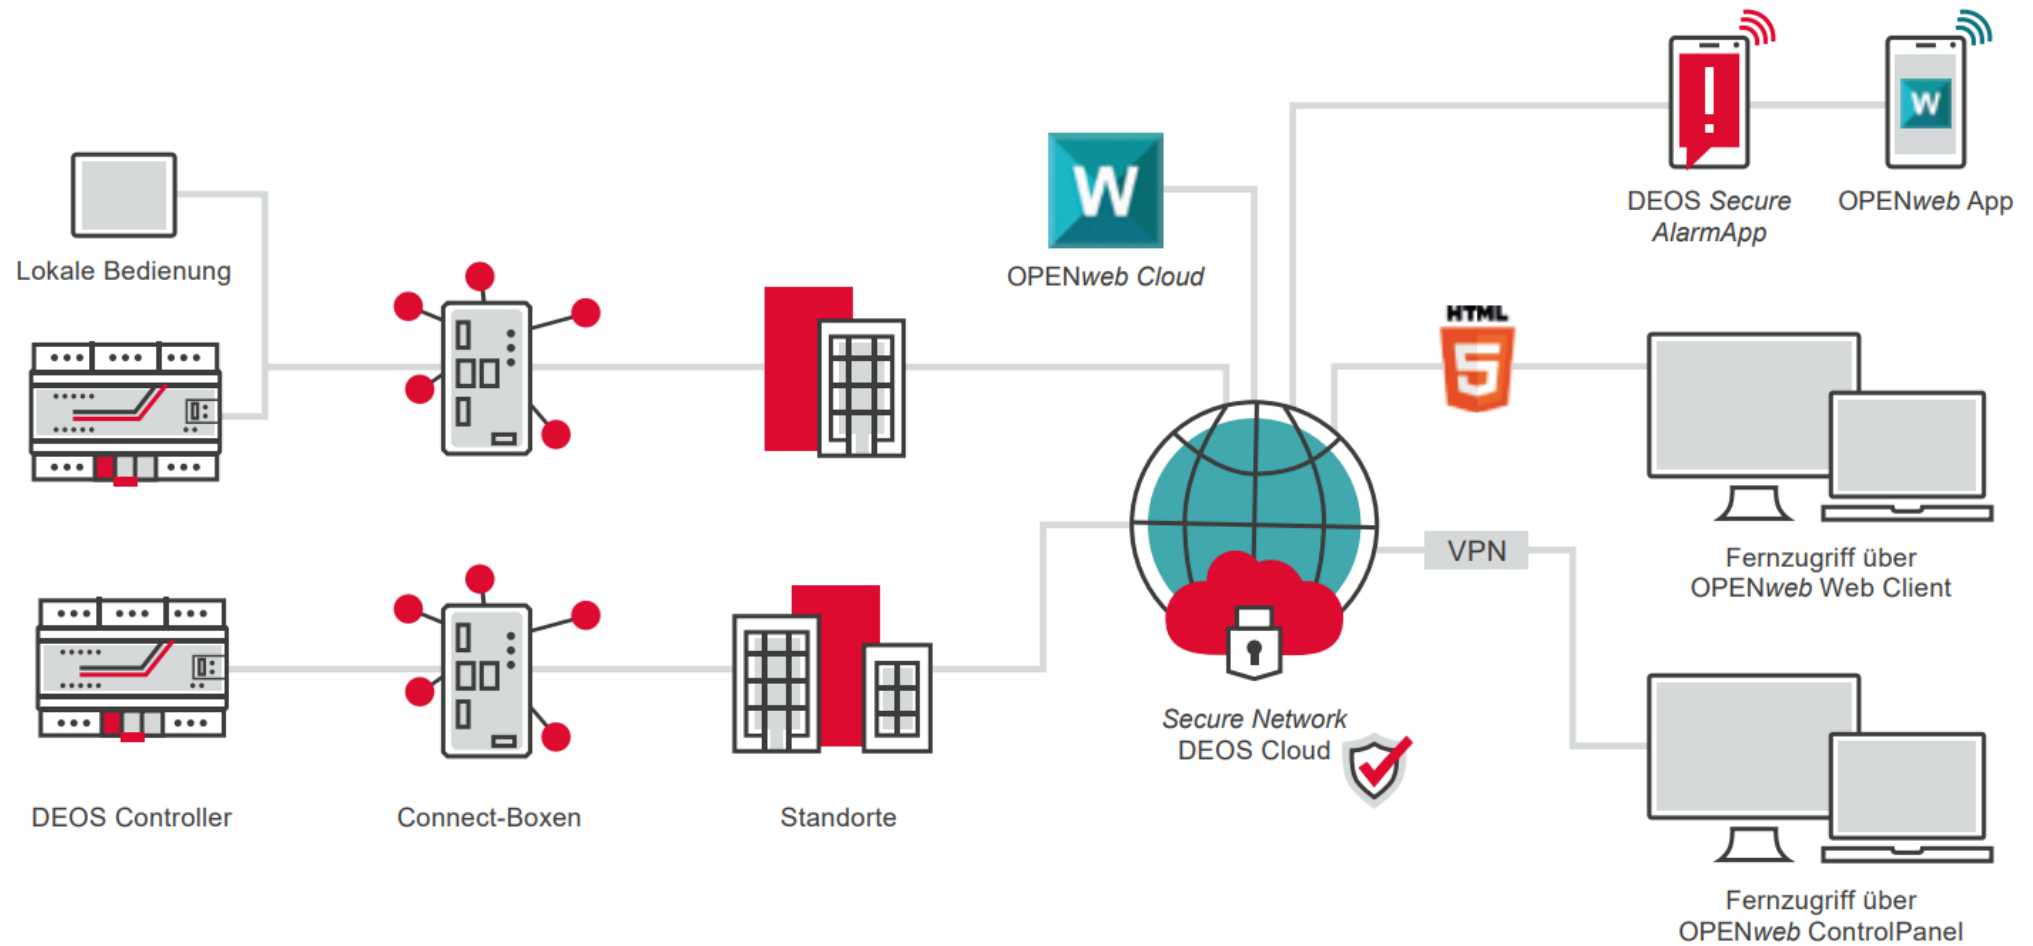 Lokale Bedienung
DEOS Controller
Connect-Boxen
Standorte
W
OPENweb Cloud
Secure Network
DEOS Cloud
DEOS Secure
AlarmApp
W
OPENweb App
HTML
5
Fernzugriff über
OPENweb Web Client
VPN
Fernzugriff über
OPENweb ControlPanel